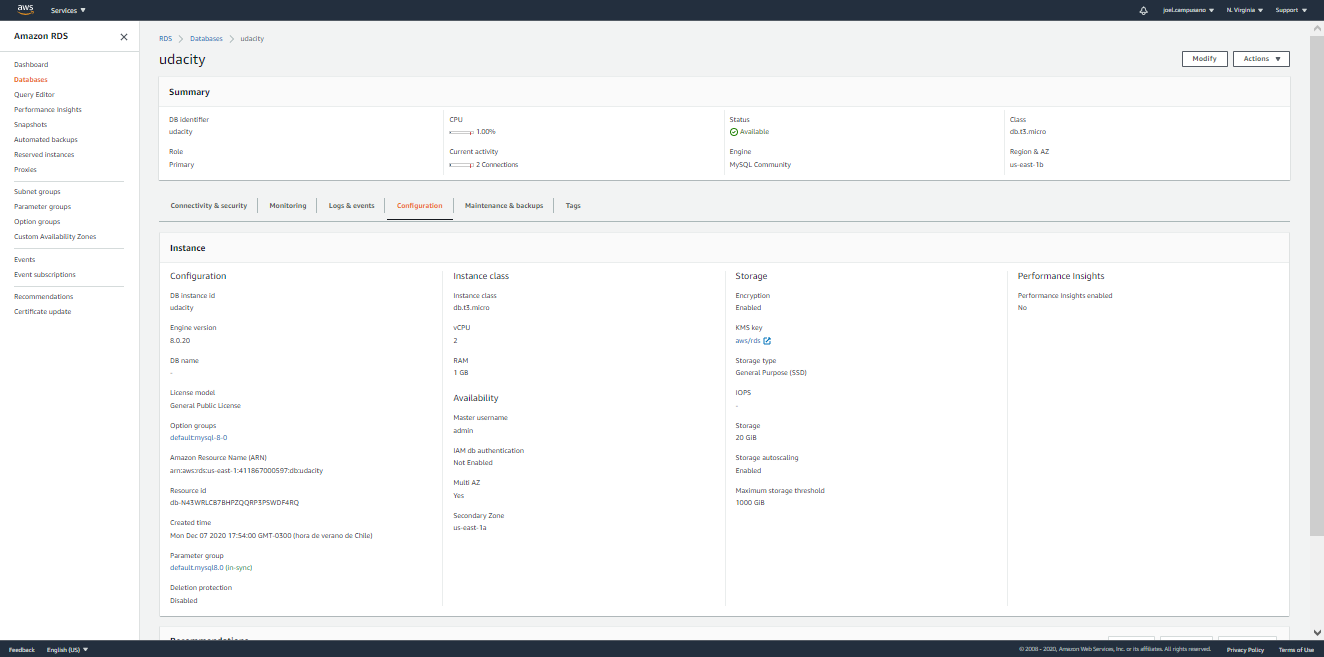 aws
Services
joel.campusano
N. Virginia
Support
Amazon RDS
Dashboard
Databases
Query Editor
Performance Insights
Snapshots
Automated backups
Reserved instances
Proxies
Subnet groups
Parameter groups
Option groups
Custom Availability Zones
Events
Event subscriptions
Recommendations
Certificate update
RDS > Databases > udacity
udacity
Modify
Actions
Summary
DB identifier
udacity
CPU
1.00%
Status
Available
Class
db.t3.micro
Role
Primary
Current activity
2 Connections
Engine
MySQL Community
Region & AZ
us-east-1b
Connectivity & security
Monitoring
Logs & events
Configuration
Maintenance & backups
Tags
Instance
Configuration
DB instance id
udacity
Engine version
8.0.20
DB name
-
License model
General Public License
Option groups
default:mysql-8-0
Amazon Resource Name (ARN)
arn:aws:rds:us-east-1:411867000597:db:udacity
Resource id
db-N43WRLCB7BHPZQQRP3PSWDF4RQ
Created time
Mon Dec 07 2020 17:54:00 GMT-0300 (hora de verano de Chile)
Parameter group
default.mysql8.0 (in-sync)
Deletion protection
Disabled
Instance class
Instance class
db.t3.micro
vCPU
2
RAM
1 GB
Availability
Master username
admin
IAM db authentication
Not Enabled
Multi AZ
Yes
Secondary Zone
us-east-1a
Storage
Encryption
Enabled
KMS key
aws/rds
Storage type
General Purpose (SSD)
IOPS
-
Storage
20 GiB
Storage autoscaling
Enabled
Maximum storage threshold
1000 GiB
Performance Insights
Performance Insights enabled
No
Recommendations
Feedback
English (US)
© 2008 - 2020, Amazon Web Services, Inc. or its affiliates. All rights reserved.
Privacy Policy
Terms of Use